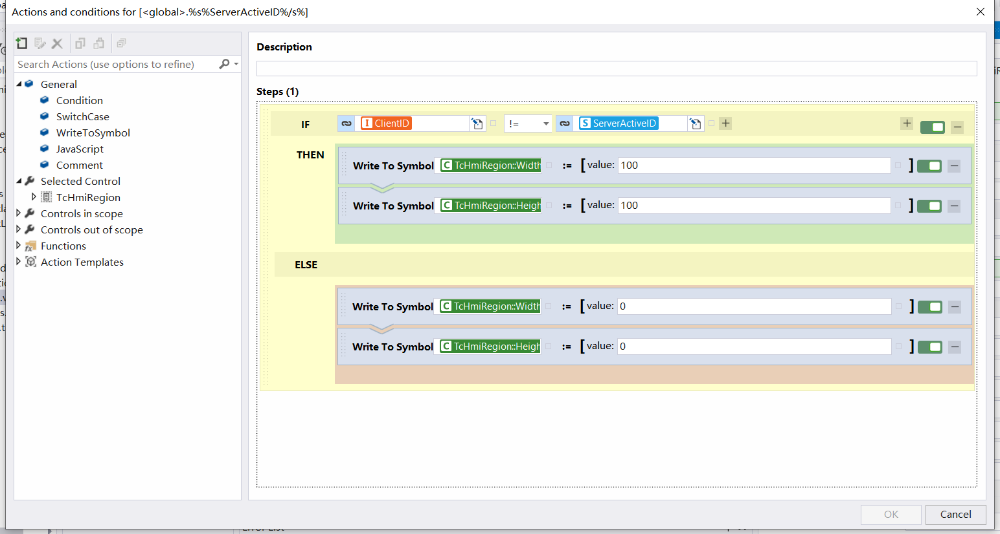 Actions and conditions for [<global>.%s%ServerActiveID%/s%]
Search Actions (use options to refine)
General
Condition
SwitchCase
WriteToSymbol
JavaScript
Comment
Selected Control
TcHmiRegion
Controls in scope
Controls out of scope
Functions
Action Templates
Description
Steps (1)
IF I ClientID != S ServerActiveID + +
THEN
Write To Symbol C TcHmiRegion::Width := [ value: 100 ]
Write To Symbol C TcHmiRegion::Heigh := [ value: 100 ]
ELSE
Write To Symbol C TcHmiRegion::Width := [ value: 0 ]
Write To Symbol C TcHmiRegion::Heigh := [ value: 0 ]
OK Cancel